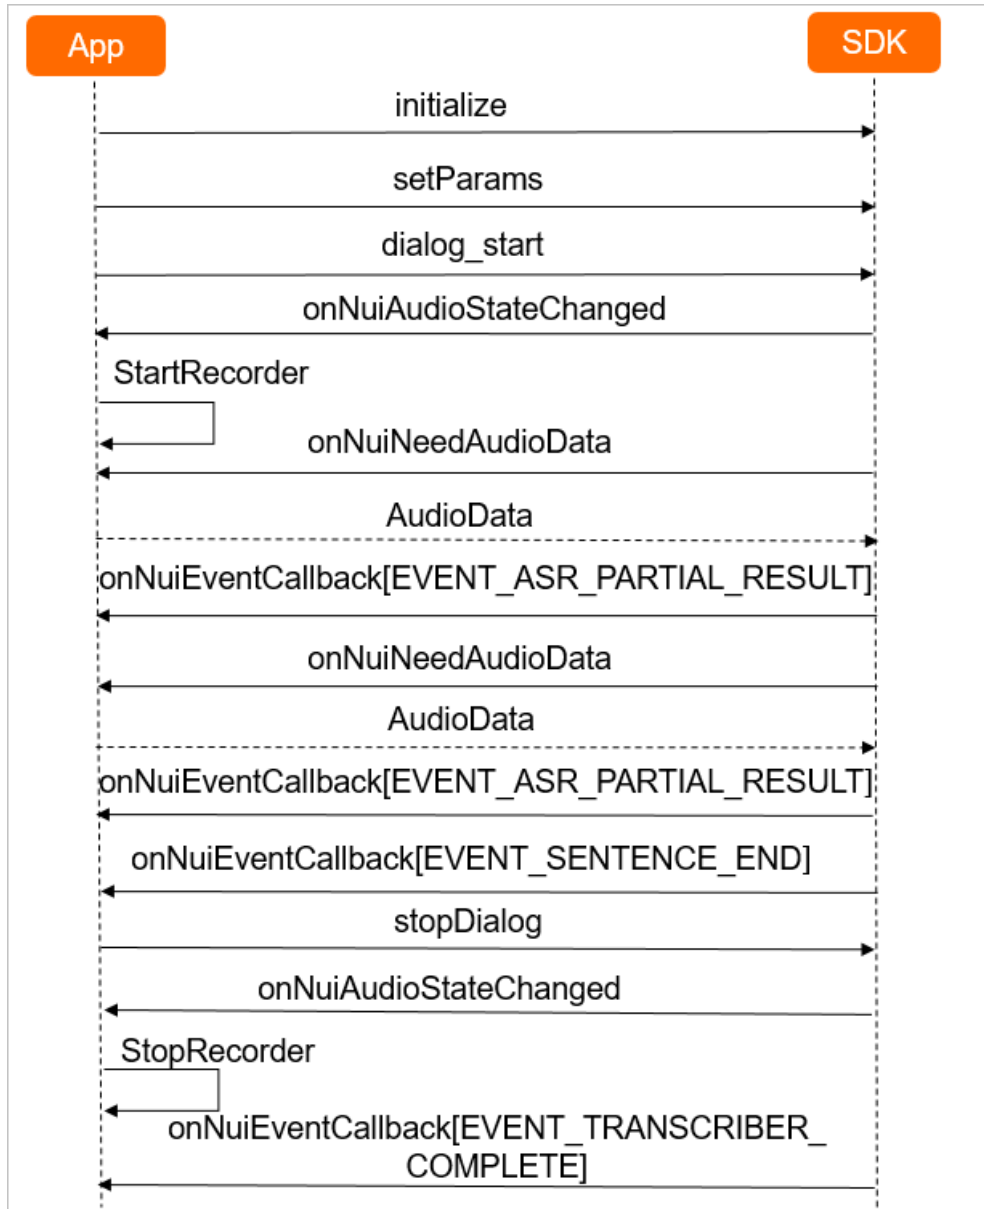 App
SDK
initialize
setParams
dialog_start
onNuiAudioStateChanged
StartRecorder
onNuiNeedAudioData
AudioData
onNuiEventCallback[EVENT_ASR_PARTIAL_RESULT]
onNuiNeedAudioData
AudioData
onNuiEventCallback[EVENT_ASR_PARTIAL_RESULT]
onNuiEventCallback[EVENT_SENTENCE_END]
stopDialog
onNuiAudioStateChanged
StopRecorder
onNuiEventCallback[EVENT_TRANSCRIBER_
COMPLETE]